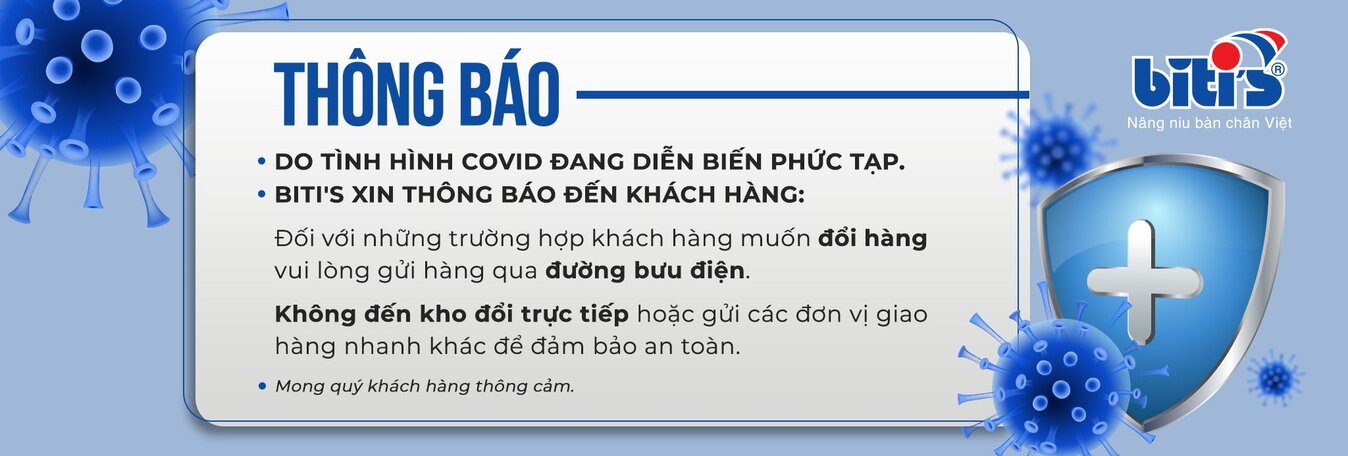 THÔNG BÁO
biti's®
Nâng niu bàn chân Việt
• DO TÌNH HÌNH COVID ĐANG DIỄN BIẾN PHỨC TẠP.
• BITI'S XIN THÔNG BÁO ĐẾN KHÁCH HÀNG:
Đối với những trường hợp khách hàng muốn đổi hàng
vui lòng gửi hàng qua đường bưu điện.
Không đến kho đổi trực tiếp hoặc gửi các đơn vị giao
hàng nhanh khác để đảm bảo an toàn.
• Mong quý khách hàng thông cảm.